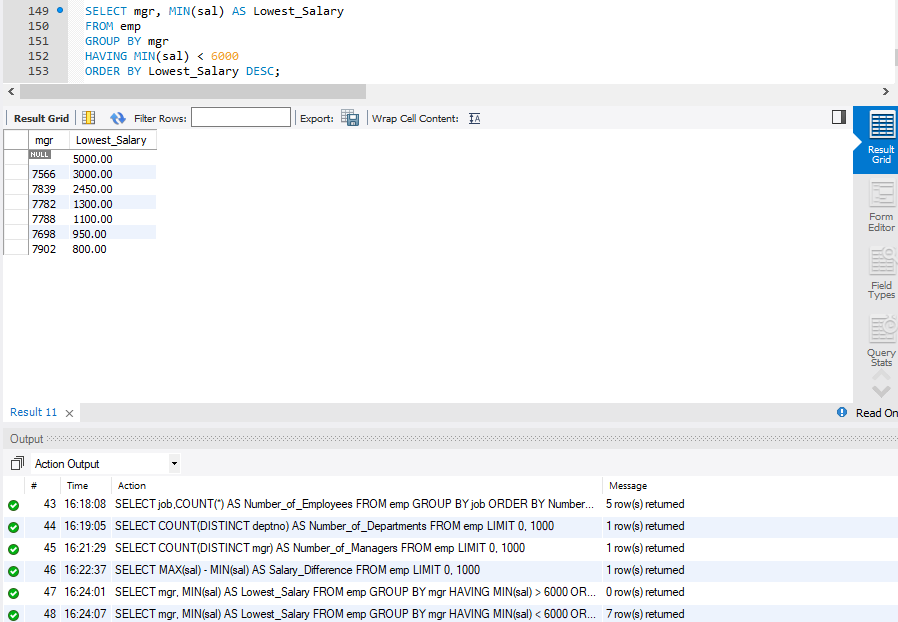 149 SELECT mgr, MIN(sal) AS Lowest_Salary
150 FROM emp
151 GROUP BY mgr
152 HAVING MIN(sal) < 6000
153 ORDER BY Lowest_Salary DESC;
Result Grid Filter Rows: Export: Wrap Cell Content: IA
mgr Lowest_Salary
NULL 5000.00
7566 3000.00
7839 2450.00
7782 1300.00
7788 1100.00
7698 950.00
7902 800.00
Result
Grid
Form
Editor
Field
Types
Query
Stats
Result 11 Read On
Output
Action Output
# Time Action Message
43 16:18:08 SELECT job,COUNT(*) AS Number_of_Employees FROM emp GROUP BY job ORDER BY Number... 5 row(s) returned
44 16:19:05 SELECT COUNT(DISTINCT deptno) AS Number_of_Departments FROM emp LIMIT 0, 1000 1 row(s) returned
45 16:21:29 SELECT COUNT(DISTINCT mgr) AS Number_of_Managers FROM emp LIMIT 0, 1000 1 row(s) returned
46 16:22:37 SELECT MAX(sal) - MIN(sal) AS Salary_Difference FROM emp LIMIT 0, 1000 1 row(s) returned
47 16:24:01 SELECT mgr, MIN(sal) AS Lowest_Salary FROM emp GROUP BY mgr HAVING MIN(sal) > 6000 OR... 0 row(s) returned
48 16:24:07 SELECT mgr, MIN(sal) AS Lowest_Salary FROM emp GROUP BY mgr HAVING MIN(sal) < 6000 OR... 7 row(s) returned